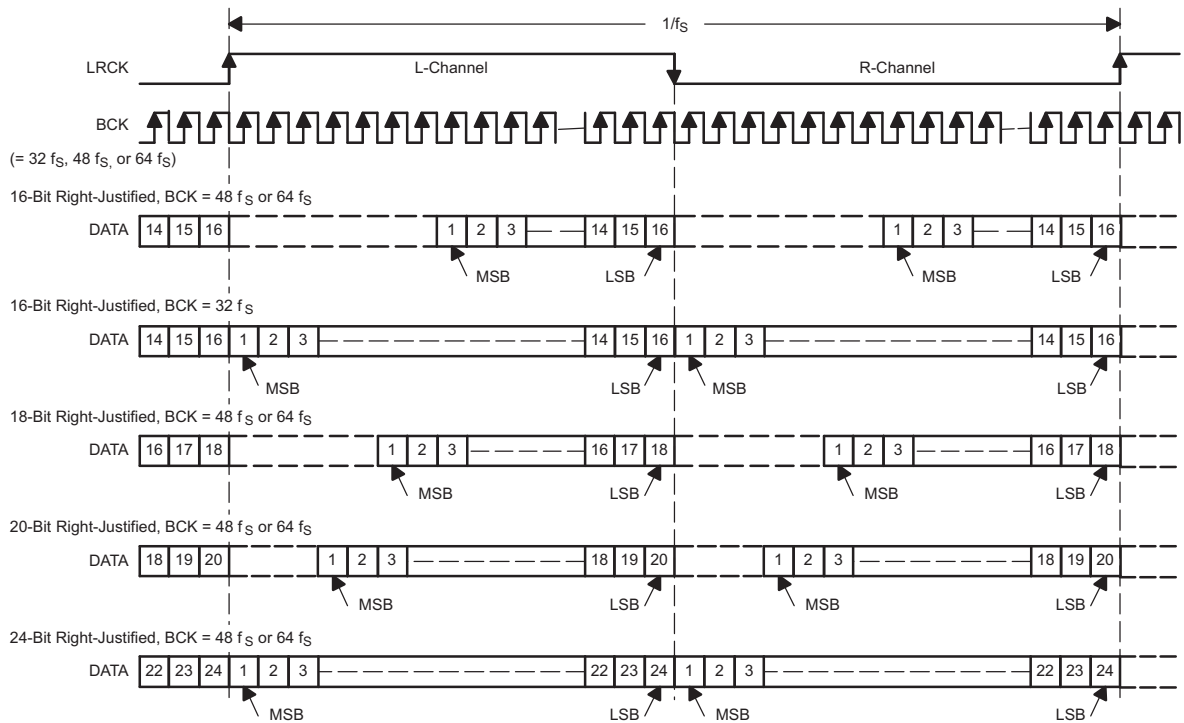 1/fS
LRCK
L-Channel
R-Channel
BCK
(= 32 fS, 48 fS, or 64 fS)
16-Bit Right-Justified, BCK = 48 fS or 64 fS
DATA 14 15 16 1 2 3 14 15 16 1 2 3 14 15 16
MSB LSB MSB LSB
16-Bit Right-Justified, BCK = 32 fS
DATA 14 15 16 1 2 3 14 15 16 1 2 3 14 15 16
MSB LSB MSB LSB
18-Bit Right-Justified, BCK = 48 fS or 64 fS
DATA 16 17 18 1 2 3 16 17 18 1 2 3 16 17 18
MSB LSB MSB LSB
20-Bit Right-Justified, BCK = 48 fS or 64 fS
DATA 18 19 20 1 2 3 18 19 20 1 2 3 18 19 20
MSB LSB MSB LSB
24-Bit Right-Justified, BCK = 48 fS or 64 fS
DATA 22 23 24 1 2 3 22 23 24 1 2 3 22 23 24
MSB LSB MSB LSB